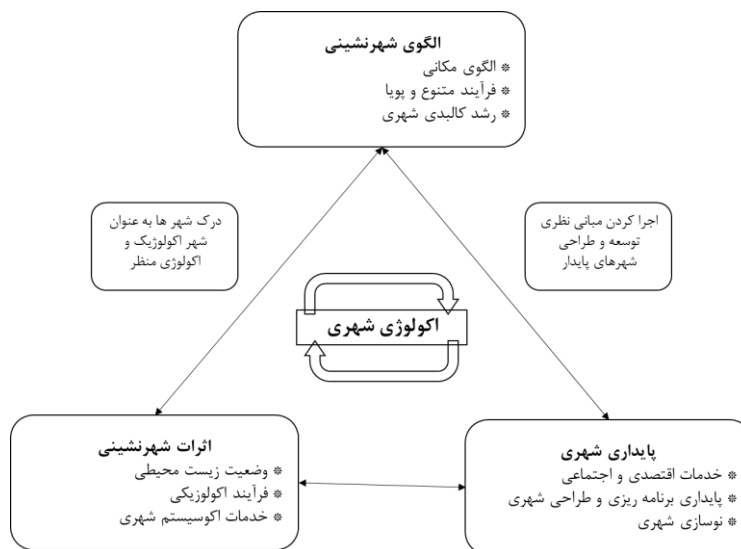 الگوی شهرنشینی
* الگوی مکانی
* فرآیند متنوع و پویا
* رشد کالبدی شهری
اجرا کردن مبانی نظری
توسعه و طراحی
شهرهای پایدار
درک شهر ها به عنوان
شهر اکولوژیک و
اکولوژی منظر
اکولوژی شهری
پایداری شهری
* خدمات اقتصدی و اجتماعی
* پایداری برنامه ریزی و طراحی شهری
* نوسازی شهری
اثرات شهرنشینی
* وضعیت زیست محیطی
* فرآیند اکولوزیکی
* خدمات اکوسیستم شهری